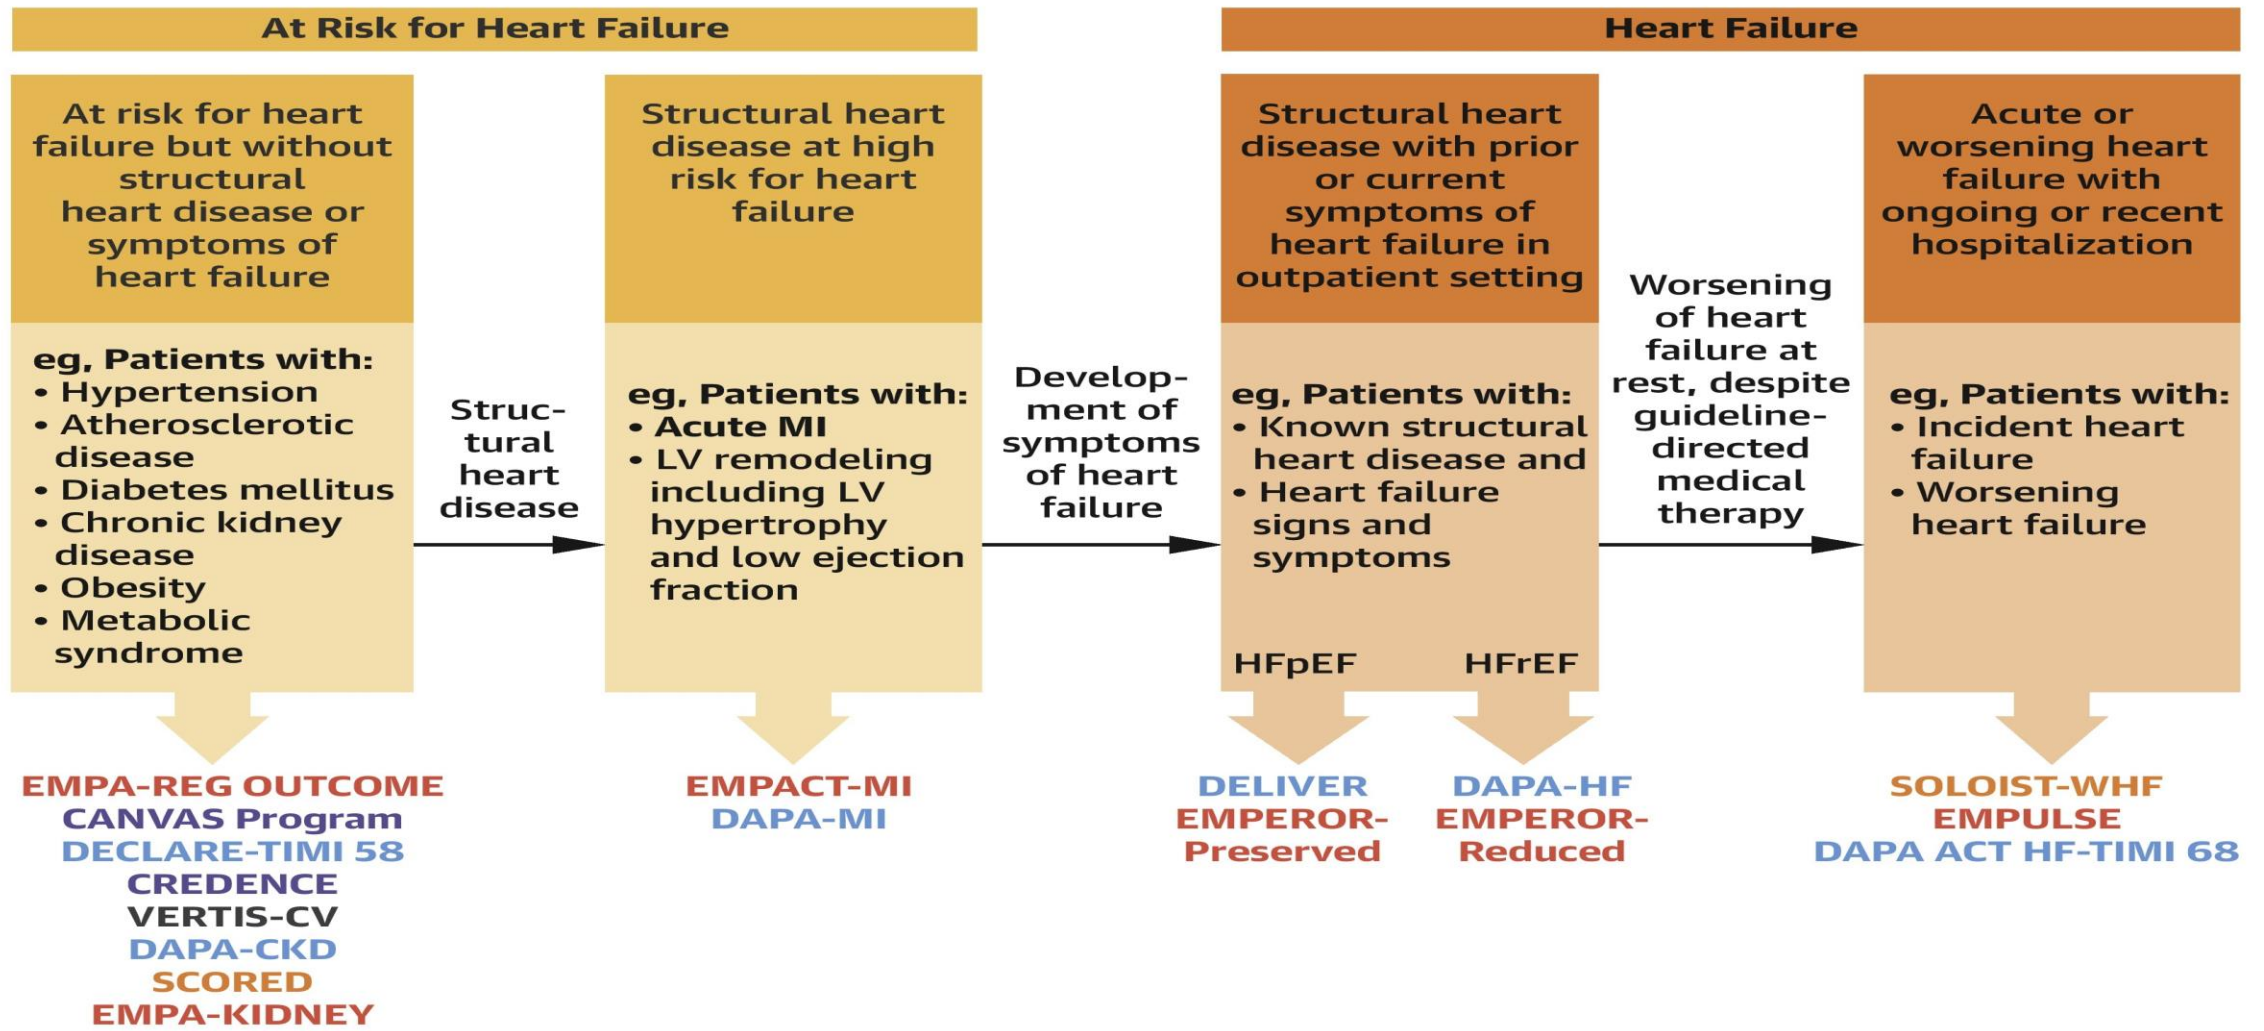 At Risk for Heart Failure
Heart Failure
At risk for heart
failure but without
structural
heart disease or
symptoms of
heart failure
eg, Patients with:
• Hypertension
• Atherosclerotic
disease
• Diabetes mellitus
• Chronic kidney
disease
• Obesity
• Metabolic
syndrome
EMPA-REG OUTCOME
CANVAS Program
DECLARE-TIMI 58
CREDENCE
VERTIS-CV
DAPA-CKD
SCORED
EMPA-KIDNEY
Struc-
tural
heart
disease
Structural heart
disease at high
risk for heart
failure
eg, Patients with:
• Acute MI
• LV remodeling
including LV
hypertrophy
and low ejection
fraction
EMPACT-MI
DAPA-MI
Develop-
ment of
symptoms
of heart
failure
Structural heart
disease with prior
or current
symptoms of
heart failure in
outpatient setting
eg, Patients with:
• Known structural
heart disease and
• Heart failure
signs and
symptoms
HFpEF
DELIVER
EMPEROR-
Preserved
HFrEF
DAPA-HF
EMPEROR-
Reduced
Worsening
of heart
failure at
rest, despite
guideline-
directed
medical
therapy
Acute or
worsening heart
failure with
ongoing or recent
hospitalization
eg, Patients with:
• Incident heart
failure
• Worsening
heart failure
SOLOIST-WHF
EMPULSE
DAPA ACT HF-TIMI 68